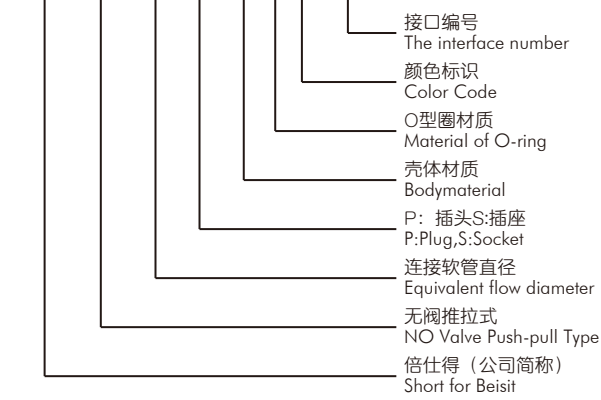 接口编号
The interface number
颜色标识
Color Code
O型圈材质
Material of O-ring
壳体材质
Bodymaterial
P：插头S:插座
P:Plug,S:Socket
连接软管直径
Equivalent flow diameter
无阀推拉式
NO Valve Push-pull Type
倍仕得（公司简称）
Short for Beisit